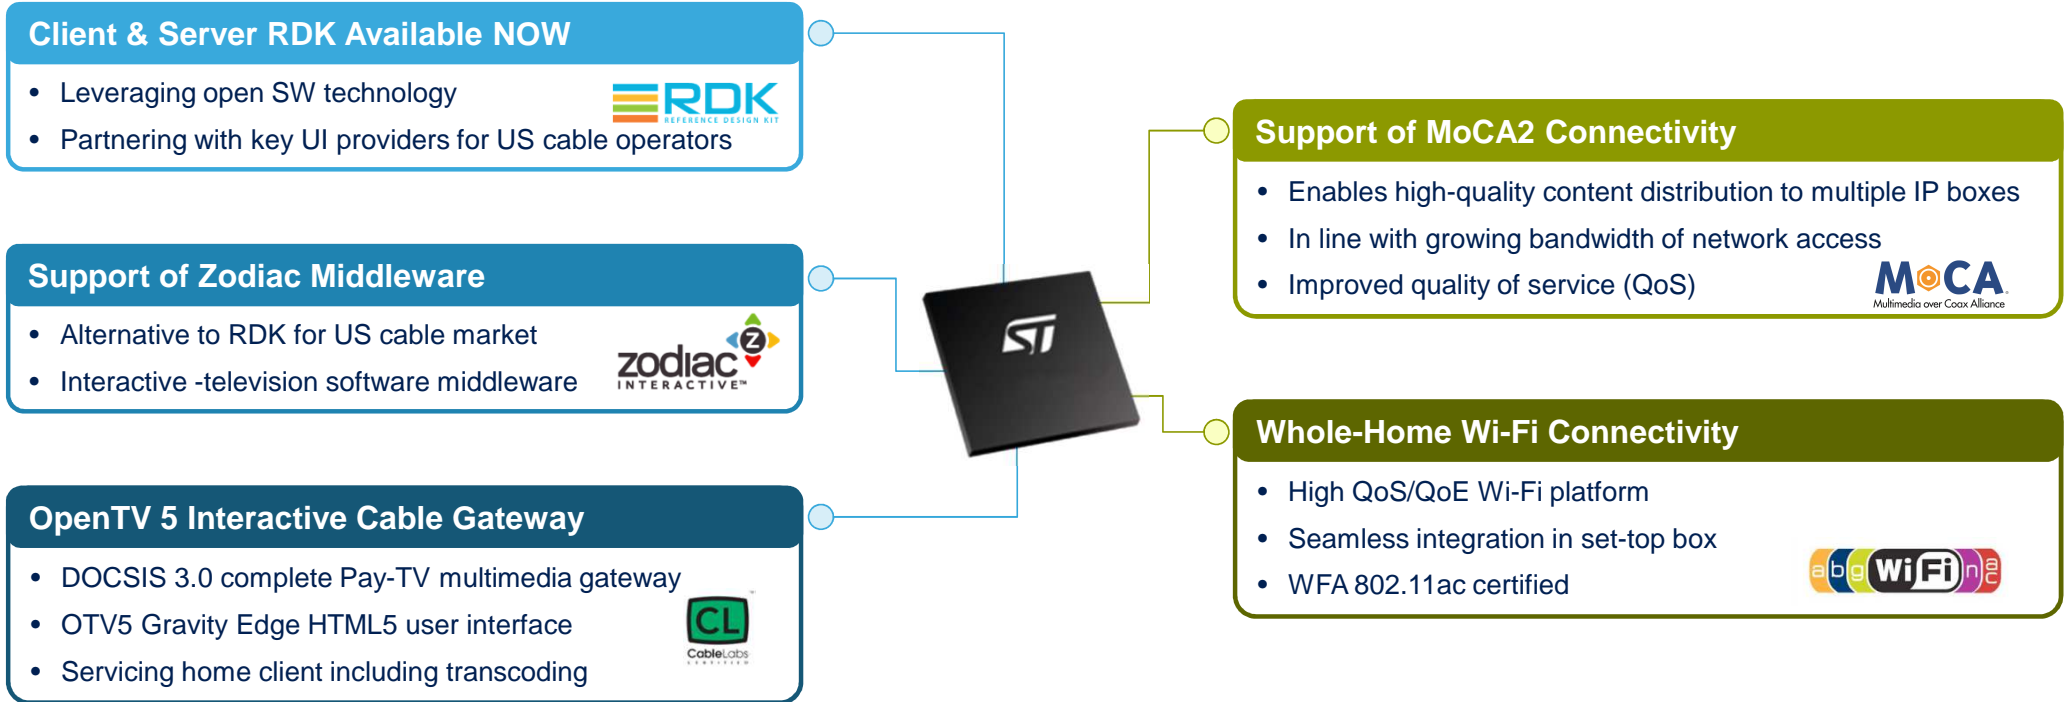 Client & Server RDK Available NOW
• Leveraging open SW technology
• Partnering with key UI providers for US cable operators
RDK
REFERENCE DESIGN KIT
Support of Zodiac Middleware
• Alternative to RDK for US cable market
• Interactive -television software middleware
Z
zodiac
INTERACTIVE™
OpenTV 5 Interactive Cable Gateway
• DOCSIS 3.0 complete Pay-TV multimedia gateway
• OTV5 Gravity Edge HTML5 user interface
• Servicing home client including transcoding
CL
CableLabs
CERTIFIED
ST
Support of MoCA2 Connectivity
• Enables high-quality content distribution to multiple IP boxes
• In line with growing bandwidth of network access
• Improved quality of service (QoS)
MoCA
Multimedia over Coax Alliance
Whole-Home Wi-Fi Connectivity
• High QoS/QoE Wi-Fi platform
• Seamless integration in set-top box
• WFA 802.11ac certified
a b g WiFi n ac